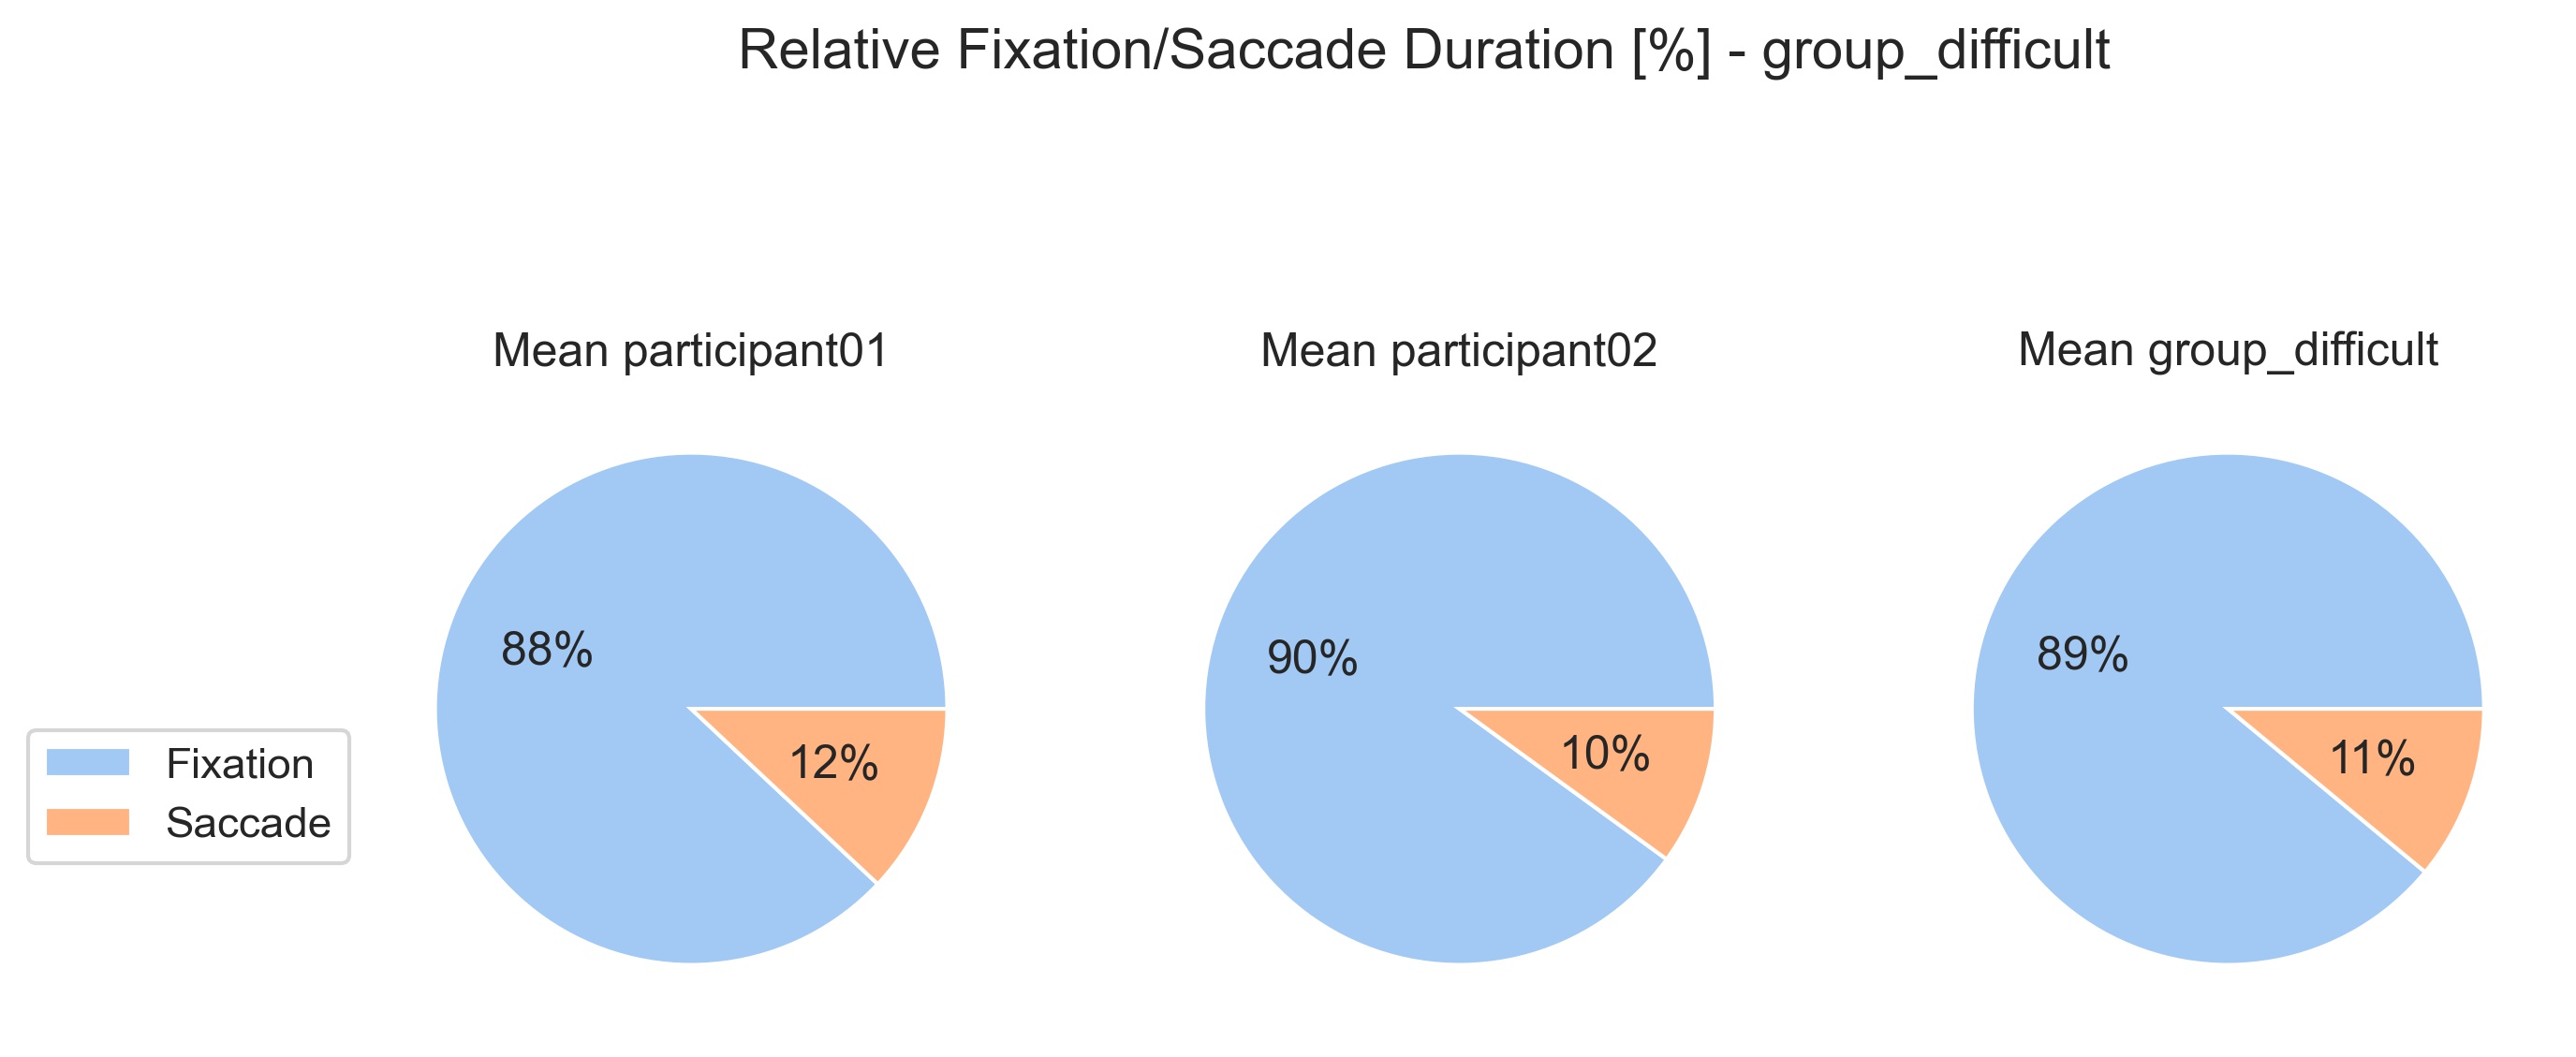 Relative Fixation/Saccade Duration [%] - group_difficult
Mean participant01
Mean participant02
Mean group_difficult
88%
12%
90%
10%
89%
11%
Fixation
Saccade